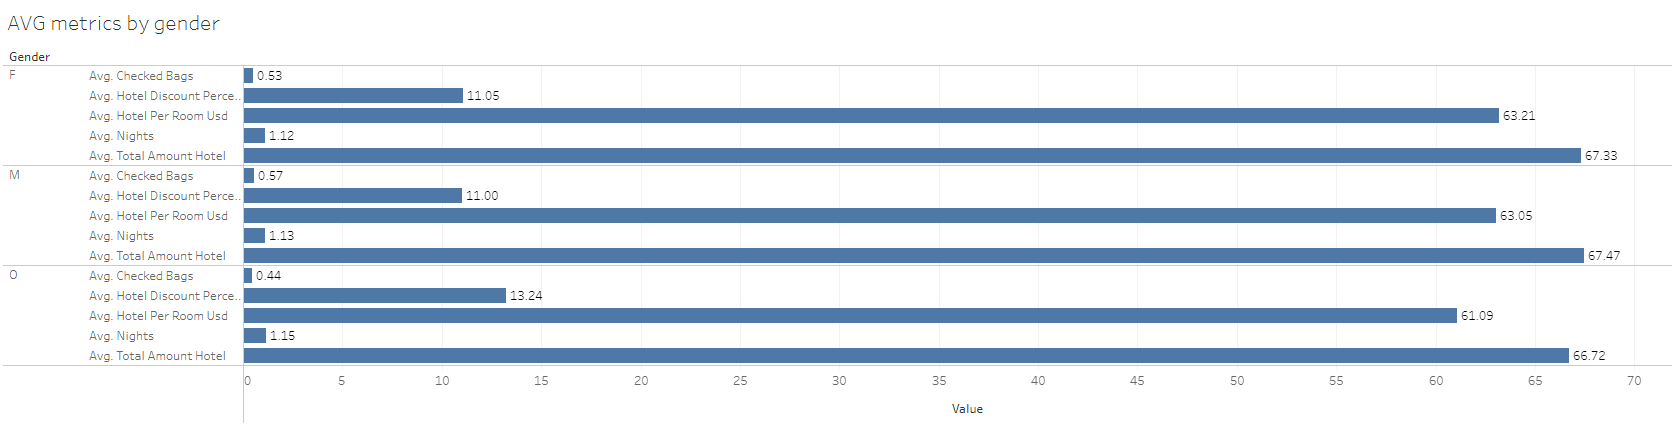 AVG metrics by gender
Gender
F
Avg. Checked Bags 0.53
Avg. Hotel Discount Perce.. 11.05
Avg. Hotel Per Room Usd 63.21
Avg. Nights 1.12
Avg. Total Amount Hotel 67.33
M
Avg. Checked Bags 0.57
Avg. Hotel Discount Perce.. 11.00
Avg. Hotel Per Room Usd 63.05
Avg. Nights 1.13
Avg. Total Amount Hotel 67.47
O
Avg. Checked Bags 0.44
Avg. Hotel Discount Perce.. 13.24
Avg. Hotel Per Room Usd 61.09
Avg. Nights 1.15
Avg. Total Amount Hotel 66.72
0 5 10 15 20 25 30 35 40 45 50 55 60 65 70
Value